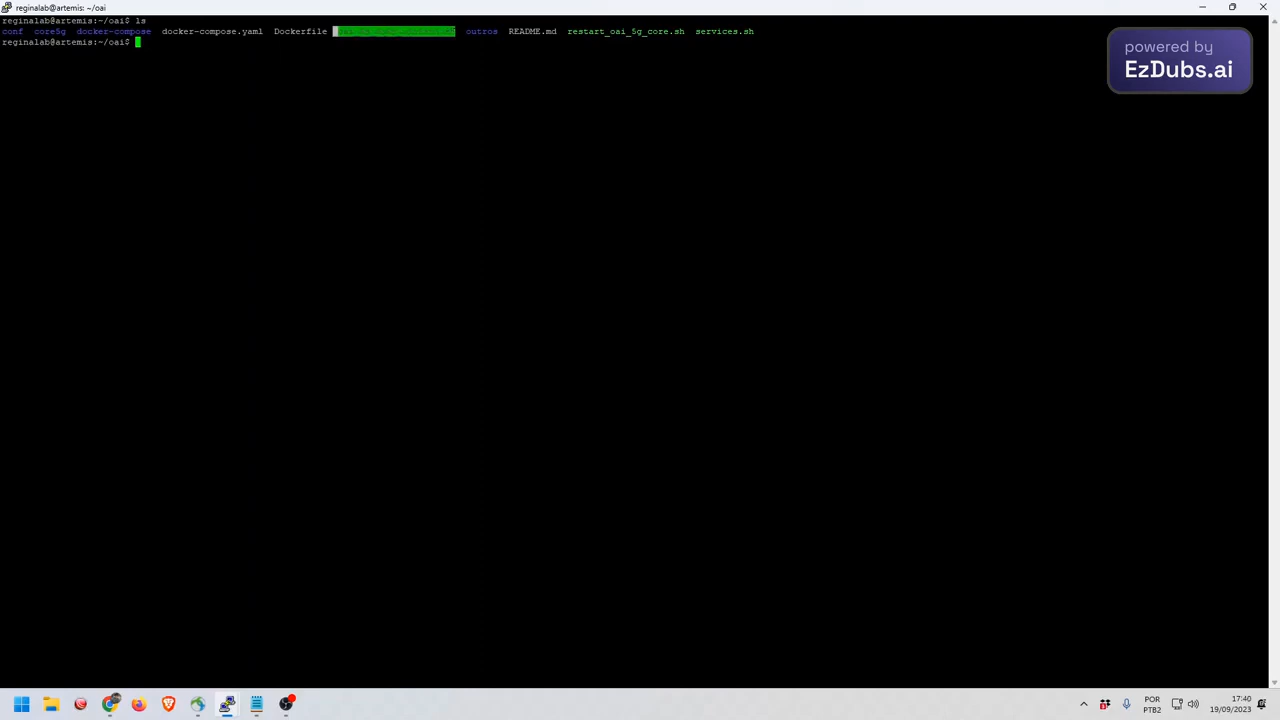 reginalab@artemis: ~/oai
reginalab@artemis:~/oai$ ls
conf core5g docker-compose docker-compose.yaml Dockerfile outros README.md restart_oai_5g_core.sh services.sh
reginalab@artemis:~/oai$
powered by
EzDubs.ai
POR
PTB2
17:40
19/09/2023